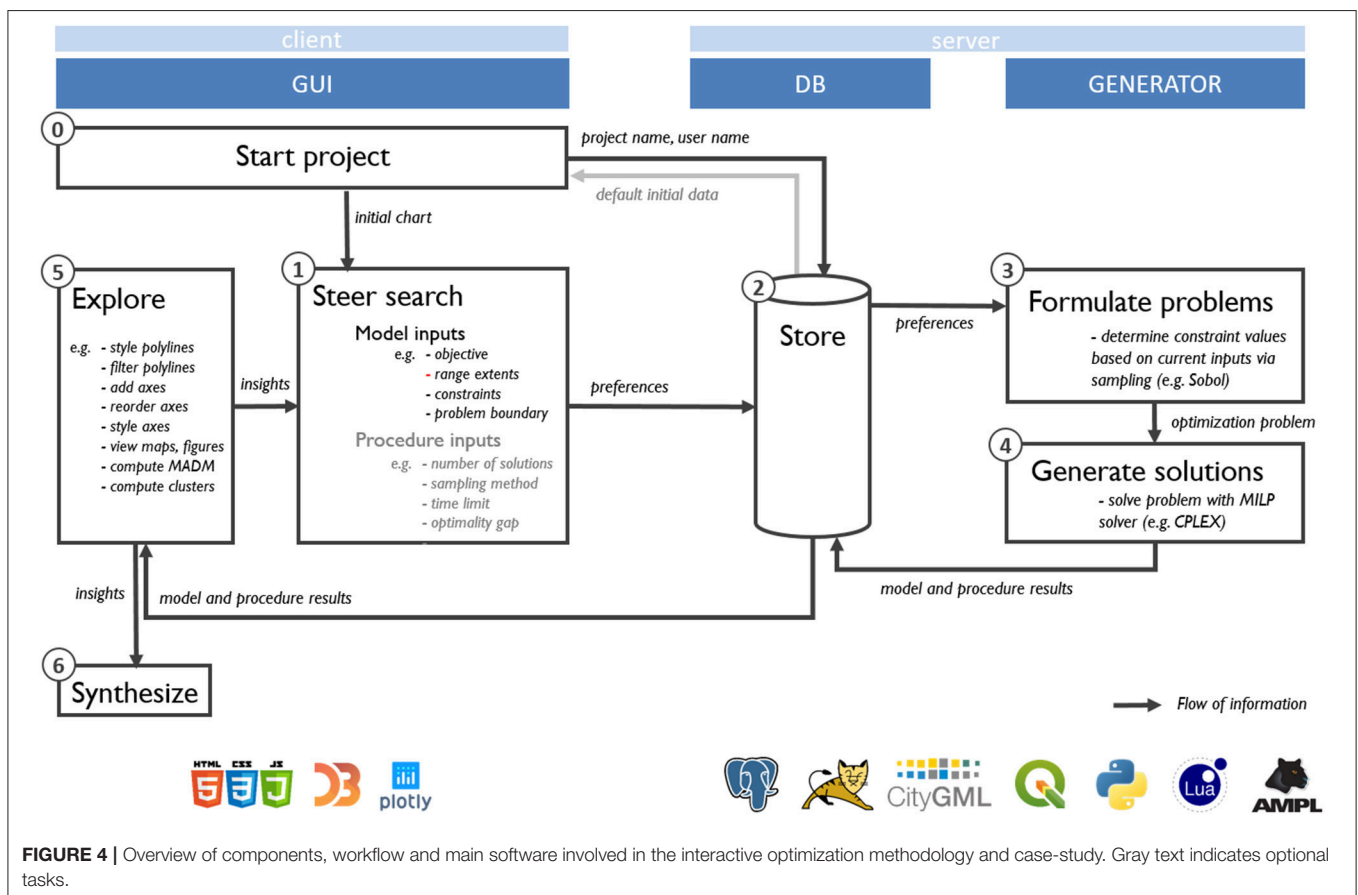 client
server
GUI
DB
GENERATOR
0
Start project
project name, user name
default initial data
initial chart
5
Explore
e.g. - style polylines
- filter polylines
- add axes
- reorder axes
- style axes
- view maps, figures
- compute MADM
- compute clusters
insights
1
Steer search
Model inputs
e.g. - objective
- range extents
- constraints
- problem boundary
Procedure inputs
e.g. - number of solutions
- sampling method
- time limit
- optimality gap
-
preferences
2
Store
preferences
3
Formulate problems
- determine constraint values
based on current inputs via
sampling (e.g. Sobol)
optimization problem
4
Generate solutions
- solve problem with MILP
solver (e.g. CPLEX)
model and procedure results
insights
model and procedure results
6
Synthesize
Flow of information
HTML CSS JS
5 3 J
D3
plotly
CityGML
Lua
AMPL
FIGURE 4 | Overview of components, workflow and main software involved in the interactive optimization methodology and case-study. Gray text indicates optional
tasks.